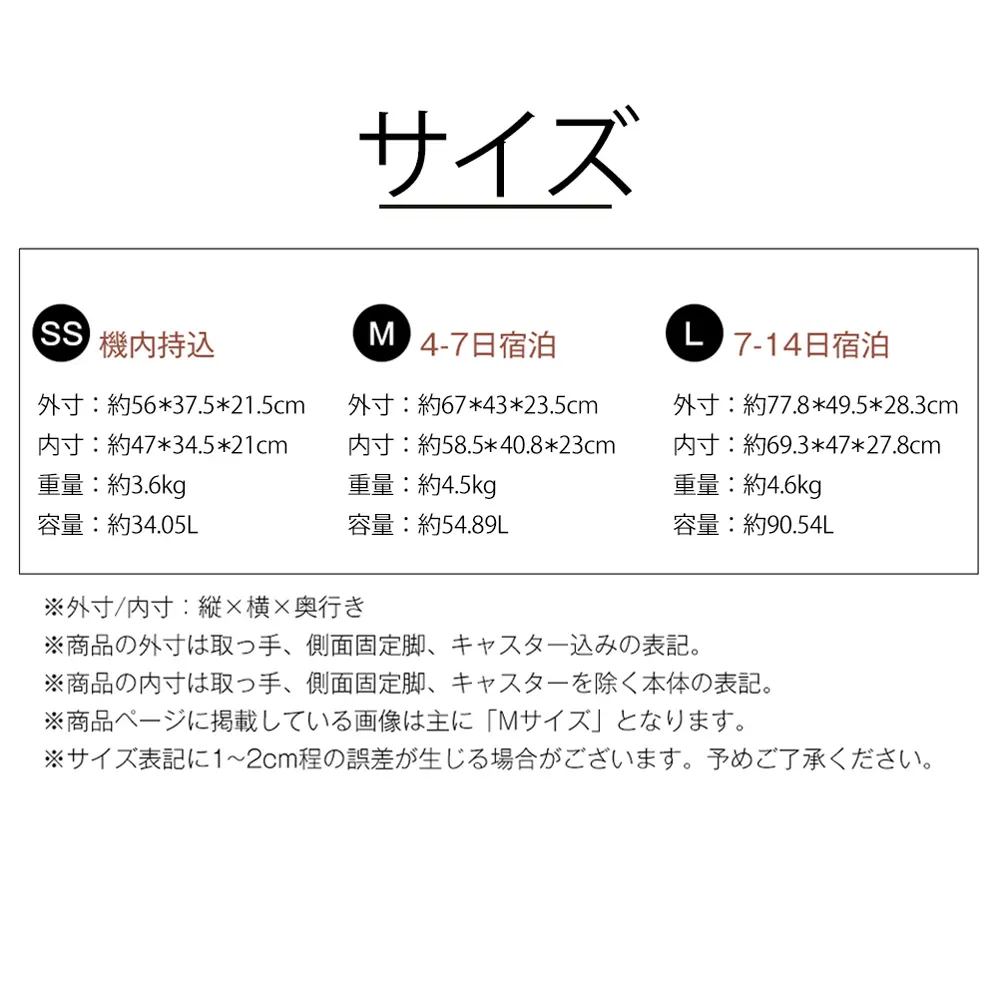 サイズ
SS 機内持込
外寸：約56*37.5*21.5cm
内寸：約47*34.5*21cm
重量：約3.6kg
容量：約34.05L
M 4-7日宿泊
外寸：約67*43*23.5cm
内寸：約58.5*40.8*23cm
重量：約4.5kg
容量：約54.89L
L 7-14日宿泊
外寸：約77.8*49.5*28.3cm
内寸：約69.3*47*27.8cm
重量：約4.6kg
容量：約90.54L
※外寸/内寸：縦×横×奥行き
※商品の外寸は取っ手、側面固定脚、キャスター込みの表記。
※商品の内寸は取っ手、側面固定脚、キャスターを除く本体の表記。
※商品ページに掲載している画像は主に「Mサイズ」となります。
※サイズ表記に1〜2cm程の誤差が生じる場合がございます。予めご了承ください。